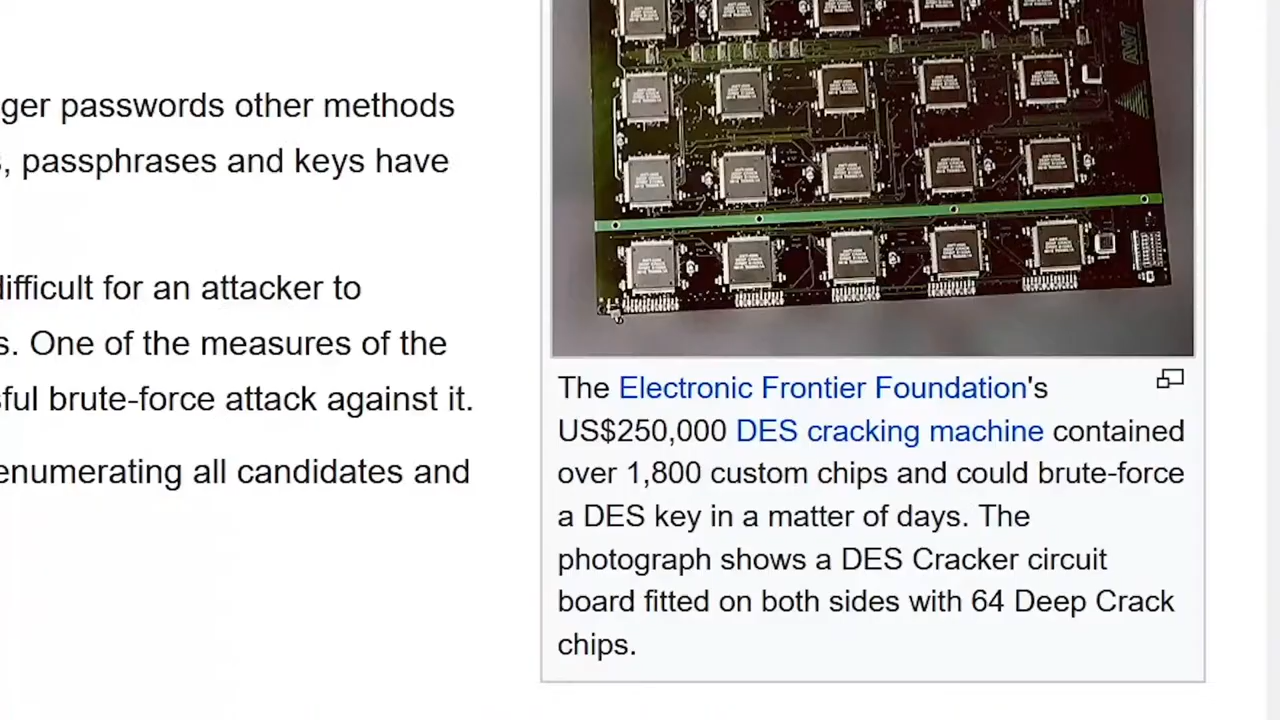 ger passwords other methods
, passphrases and keys have
difficult for an attacker to
s. One of the measures of the
ful brute-force attack against it.
enumerating all candidates and
The Electronic Frontier Foundation's
US$250,000 DES cracking machine contained
over 1,800 custom chips and could brute-force
a DES key in a matter of days. The
photograph shows a DES Cracker circuit
board fitted on both sides with 64 Deep Crack
chips.